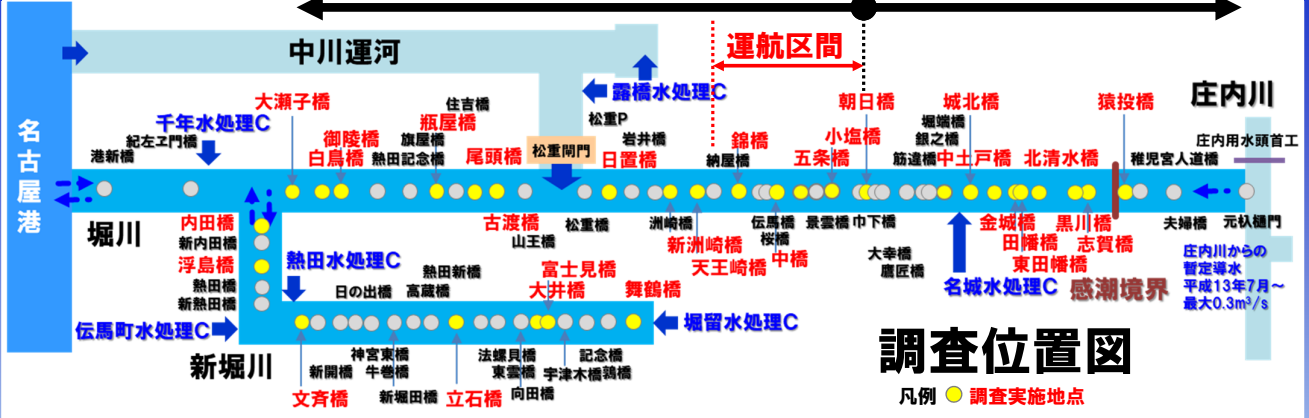 中川運河
運航区間
名古屋港
庄内川
堀川
新堀川
大瀬子橋
千年水処理C
紀左ヱ門橋
港新橋
御陵橋
白鳥橋
住吉橋
瓶屋橋
旗屋橋
熱田記念橋
尾頭橋
松重閘門
露橋水処理C
松重P
岩井橋
日置橋
錦橋
納屋橋
朝日橋
小塩橋
五条橋
城北橋
堀端橋
銀之橋
筋違橋
中土戸橋
北清水橋
猿投橋
稚児宮人道橋
庄内用水頭首工
内田橋
新内田橋
浮島橋
熱田橋
新熱田橋
古渡橋
山王橋
松重橋
洲崎橋
新洲崎橋
天王崎橋
伝馬橋
桜橋
中橋
景雲橋
巾下橋
大幸橋
鷹匠橋
名城水処理C
金城橋
田幡橋
東田幡橋
黒川橋
志賀橋
感潮境界
夫婦橋
元杁樋門
庄内川からの
暫定導水
平成13年7月～
最大0.3m³/s
熱田水処理C
日の出橋
高蔵橋
熱田新橋
富士見橋
大井橋
舞鶴橋
伝馬町水処理C
堀留水処理C
文斉橋
新開橋
神宮東橋
牛巻橋
新堀田橋
立石橋
法螺貝橋
東雲橋
向田橋
宇津木橋
記念橋
鶉橋
調査位置図
凡例
調査実施地点